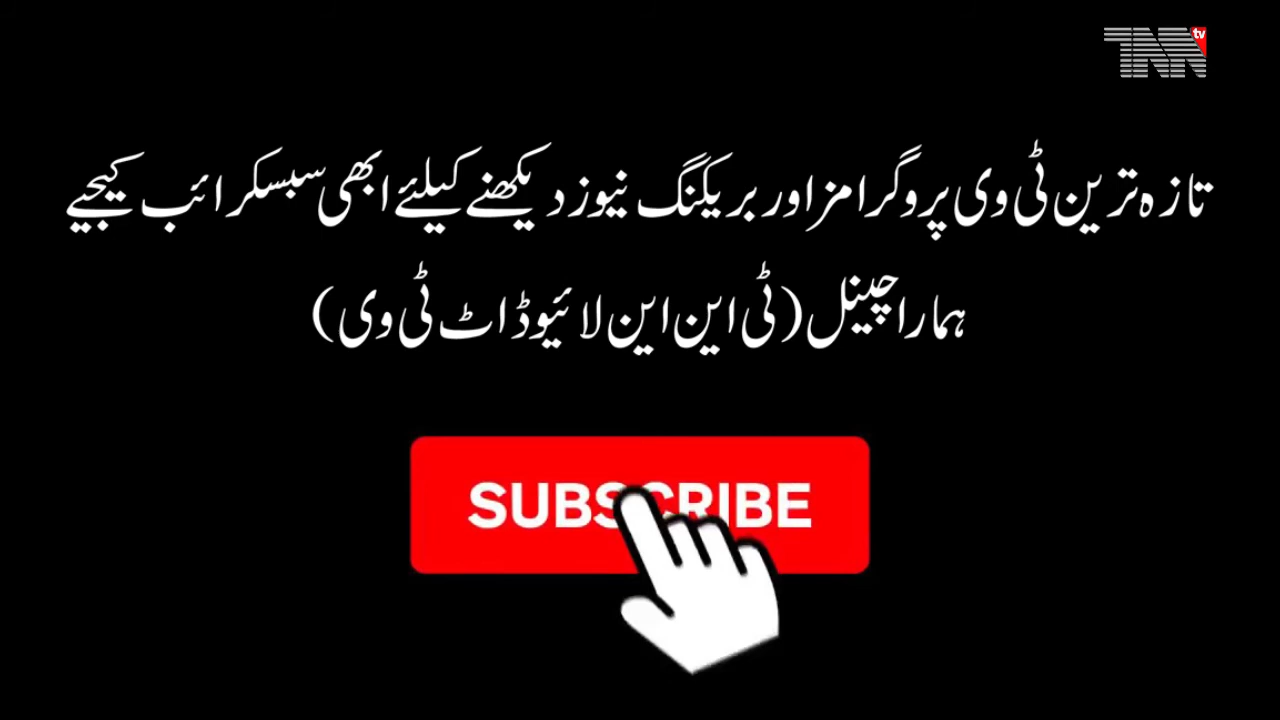 TNN tv
تازہ ترین ٹی وی پروگرامز اور بریکنگ نیوز دیکھنے کیلئے ابھی سبسکرائب کیجیے
ہمارا چینل (ٹی این این لائیو ڈاٹ ٹی وی)
SUBSCRIBE